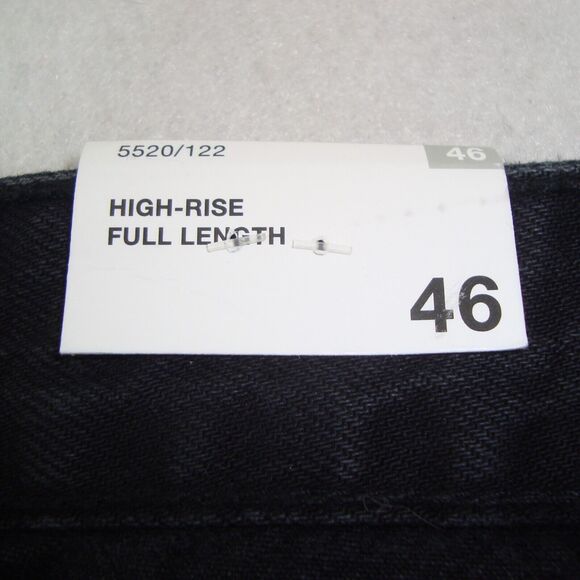 5520/122 46
HIGH-RISE
FULL LENGTH
46